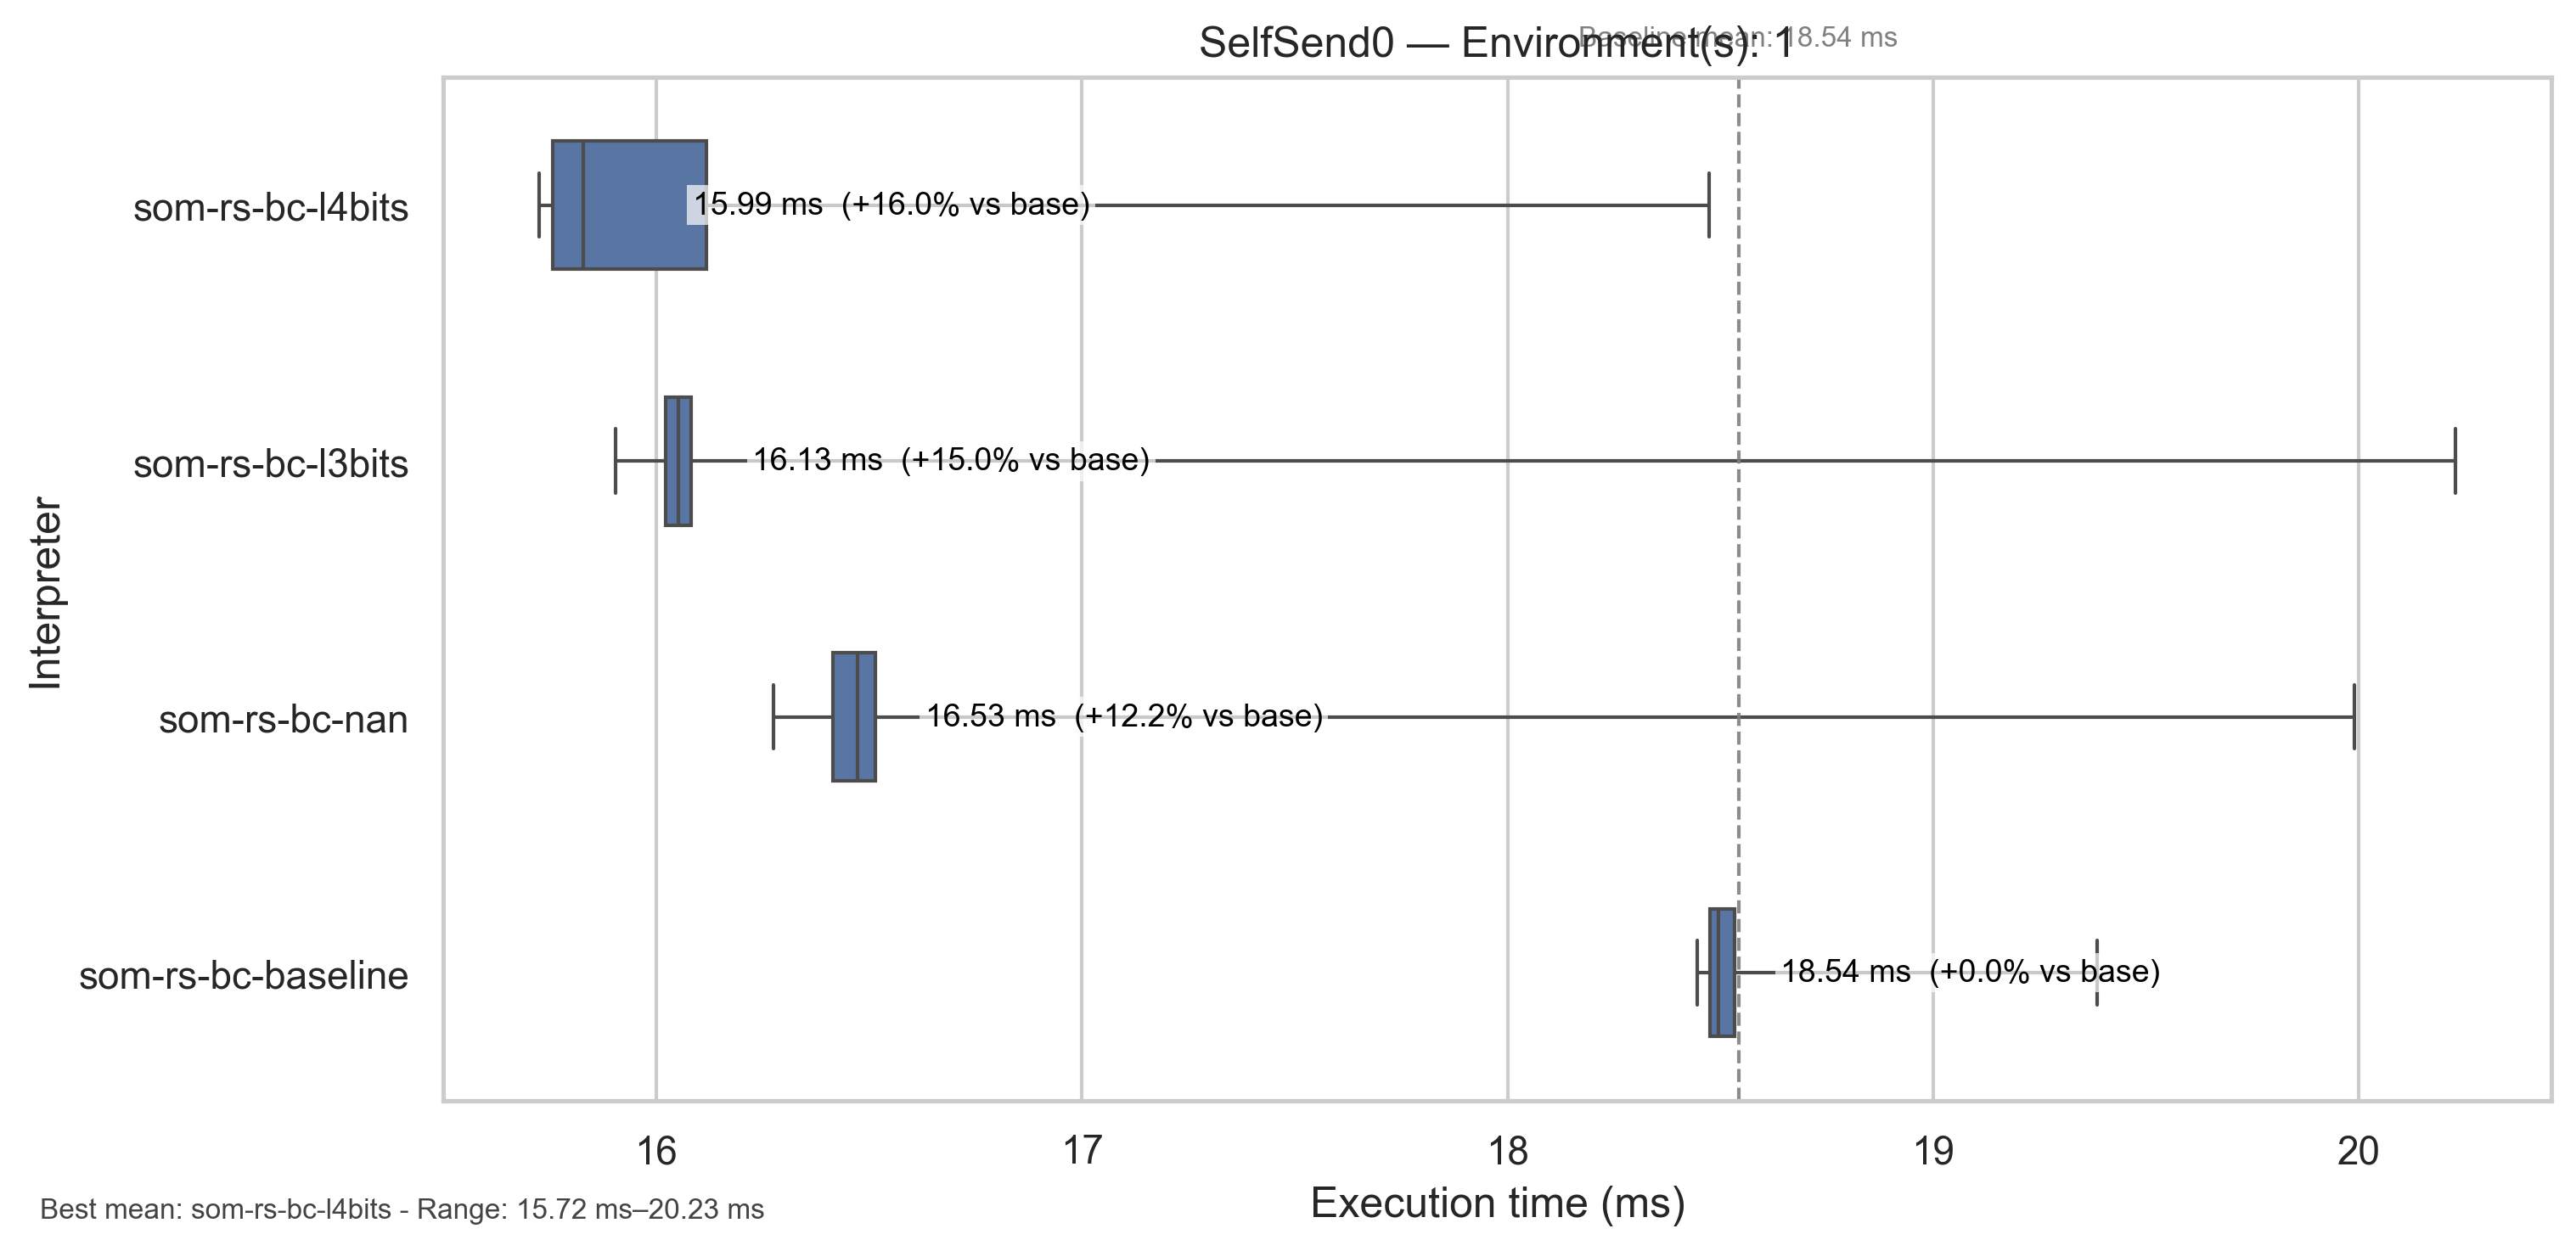 SelfSend0 — Environment(s): 1
Baseline mean: 18.54 ms
Interpreter
som-rs-bc-l4bits
15.99 ms (+16.0% vs base)
som-rs-bc-l3bits
16.13 ms (+15.0% vs base)
som-rs-bc-nan
16.53 ms (+12.2% vs base)
som-rs-bc-baseline
18.54 ms (+0.0% vs base)
16 17 18 19 20
Execution time (ms)
Best mean: som-rs-bc-l4bits - Range: 15.72 ms–20.23 ms